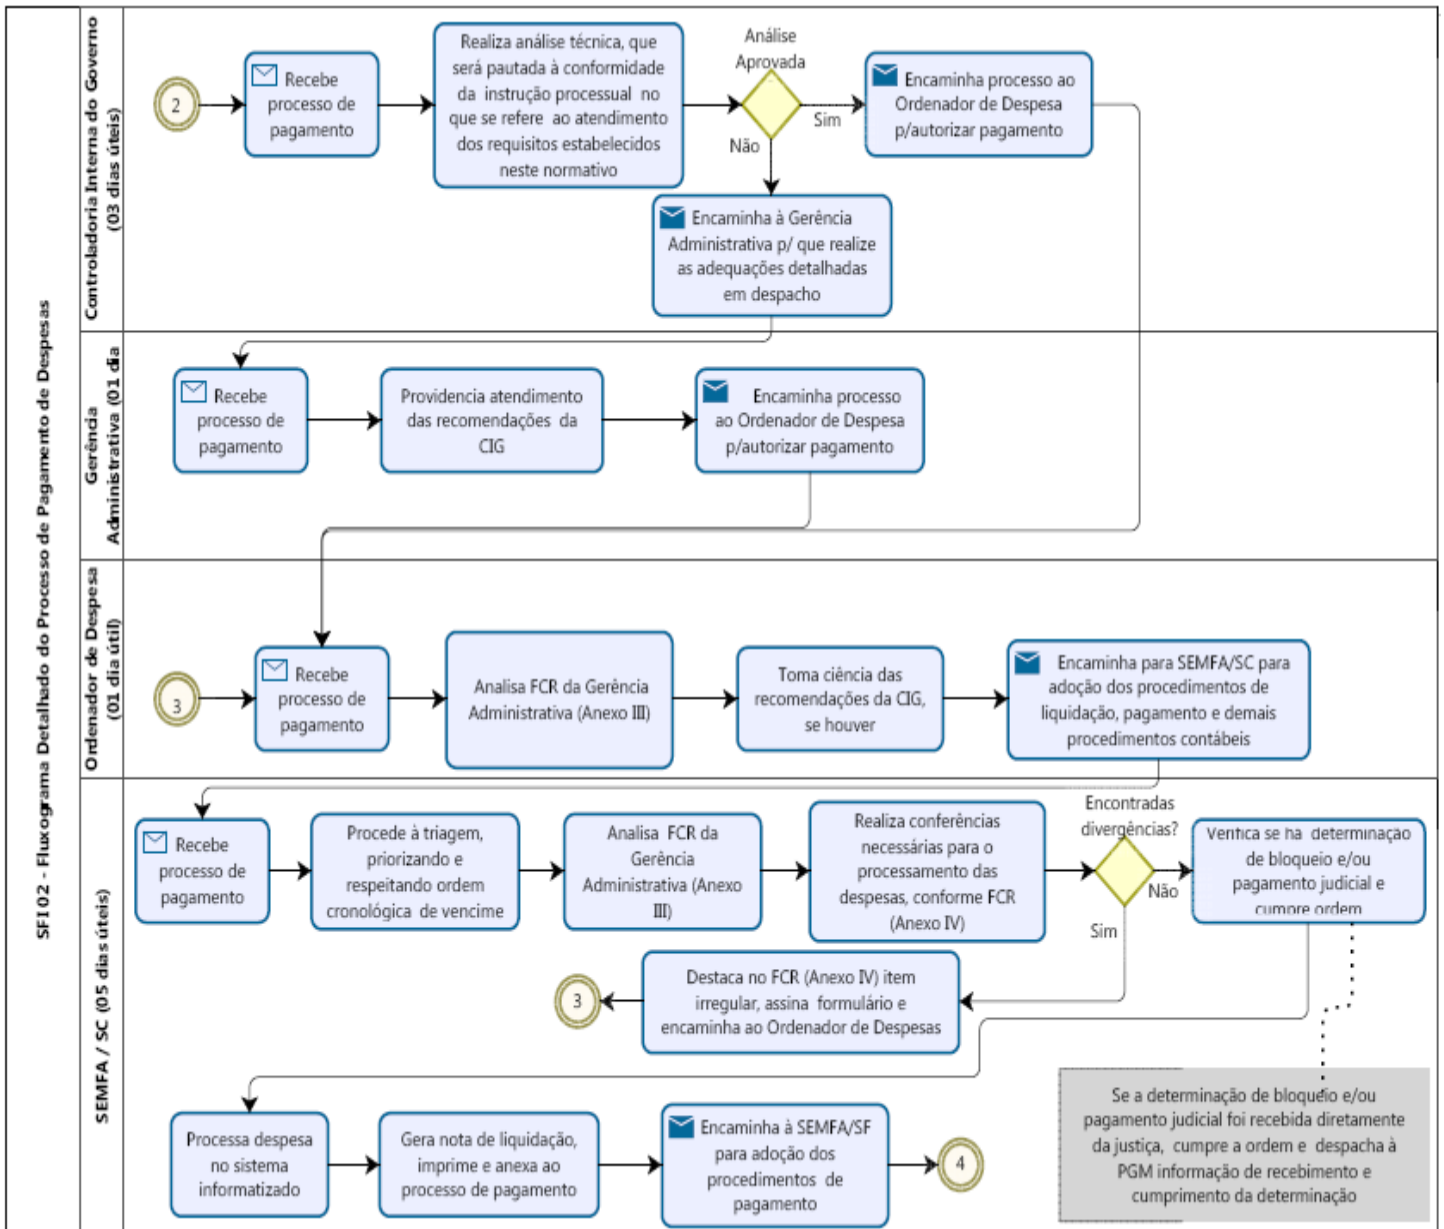 SFI02 - Fluxograma Detalhado do Processo de Pagamento de Despesas
Controladoria Interna do Governo
(03 dias úteis)
2
Recebe
processo de
pagamento
Realiza análise técnica, que
será pautada à conformidade
da instrução processual no
que se refere ao atendimento
dos requisitos estabelecidos
neste normativo
Análise
Aprovada
Sim
Não
Encaminha processo ao
Ordenador de Despesa
p/autorizar pagamento
Encaminha à Gerência
Administrativa p/ que realize
as adequações detalhadas
em despacho
Gerência
Administrativa (01 dia
Recebe
processo de
pagamento
Providencia atendimento
das recomendações da
CIG
Encaminha processo
ao Ordenador de Despesa
p/autorizar pagamento
Ordenador de Despesa
(01 dia útil)
3
Recebe
processo de
pagamento
Analisa FCR da Gerência
Administrativa (Anexo III)
Toma ciência das
recomendações da CIG,
se houver
Encaminha para SEMFA/SC para
adoção dos procedimentos de
liquidação, pagamento e demais
procedimentos contábeis
SEMFA / SC (05 dias úteis)
Recebe
processo de
pagamento
Procede à triagem,
priorizando e
respeitando ordem
cronológica de vencime
Analisa FCR da
Gerência
Administrativa (Anexo
III)
Realiza conferências
necessárias para o
processamento das
despesas, conforme FCR
(Anexo IV)
Encontradas
divergências?
Não
Sim
Verifica se há determinação
de bloqueio e/ou
pagamento judicial e
cumpre ordem
3
Destaca no FCR (Anexo IV) item
irregular, assina formulário e
encaminha ao Ordenador de Despesas
Processa despesa
no sistema
informatizado
Gera nota de liquidação,
imprime e anexa ao
processo de pagamento
Encaminha à SEMFA/SF
para adoção dos
procedimentos de
pagamento
4
Se a determinação de bloqueio e/ou
pagamento judicial foi recebida diretamente
da justiça, cumpre a ordem e despacha à
PGM informação de recebimento e
cumprimento da determinação